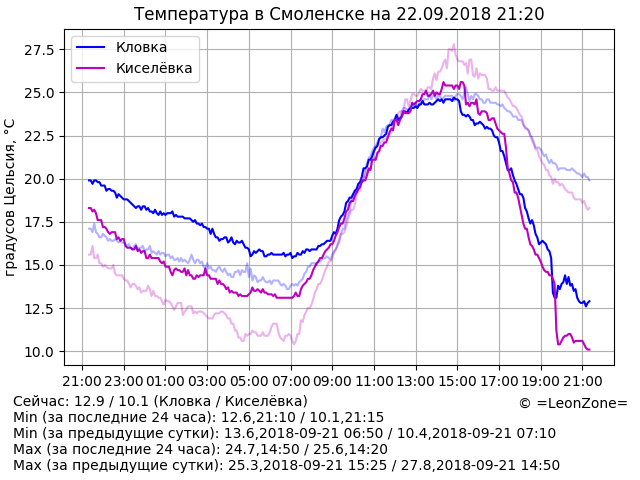 Температура в Смоленске на 22.09.2018 21:20
Кловка
Киселёвка
градусов Цельсия, °C
27.5
25.0
22.5
20.0
17.5
15.0
12.5
10.0
21:00 23:00 01:00 03:00 05:00 07:00 09:00 11:00 13:00 15:00 17:00 19:00 21:00
Сейчас: 12.9 / 10.1 (Кловка / Киселёвка)
© =LeonZone=
Min (за последние 24 часа): 12.6,21:10 / 10.1,21:15
Min (за предыдущие сутки): 13.6,2018-09-21 06:50 / 10.4,2018-09-21 07:10
Max (за последние 24 часа): 24.7,14:50 / 25.6,14:20
Max (за предыдущие сутки): 25.3,2018-09-21 15:25 / 27.8,2018-09-21 14:50